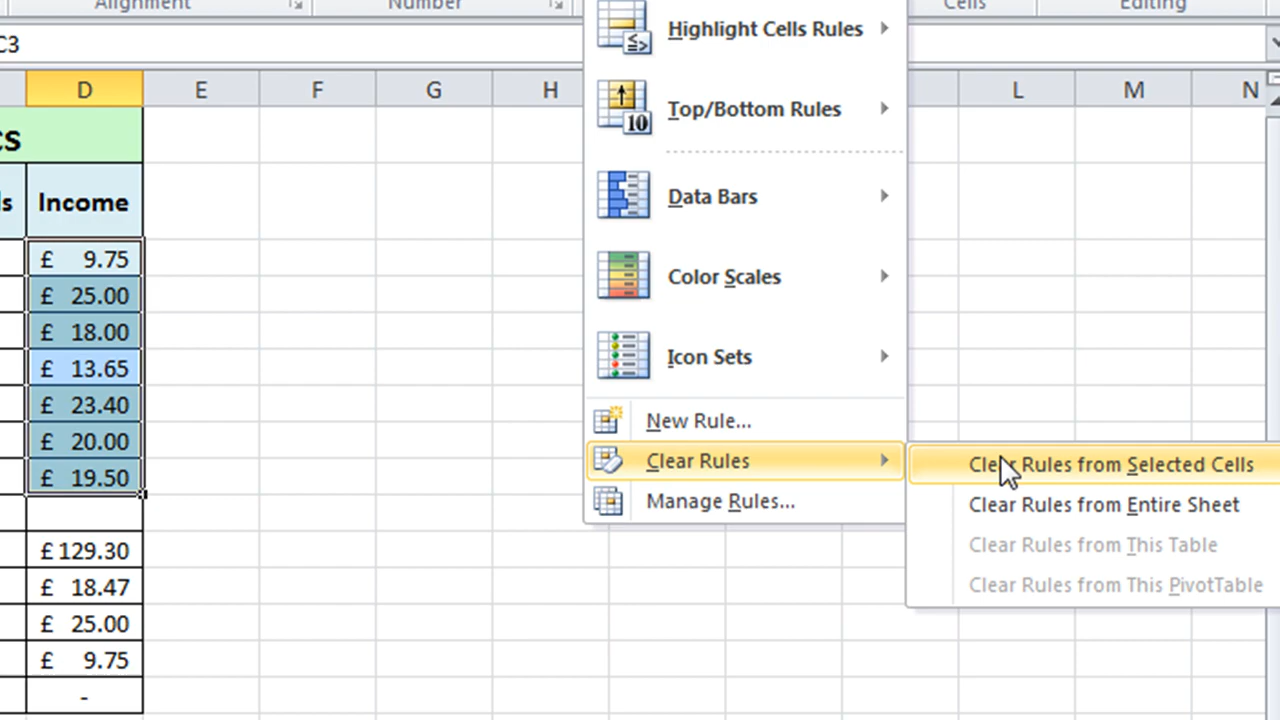 Alignment Number Cells Editing
C3
D E F G H L M N
CS
ls Income
£ 9.75
£ 25.00
£ 18.00
£ 13.65
£ 23.40
£ 20.00
£ 19.50
£ 129.30
£ 18.47
£ 25.00
£ 9.75
-
Highlight Cells Rules
Top/Bottom Rules
10
Data Bars
Color Scales
Icon Sets
New Rule...
Clear Rules
Manage Rules...
Clear Rules from Selected Cells
Clear Rules from Entire Sheet
Clear Rules from This Table
Clear Rules from This PivotTable